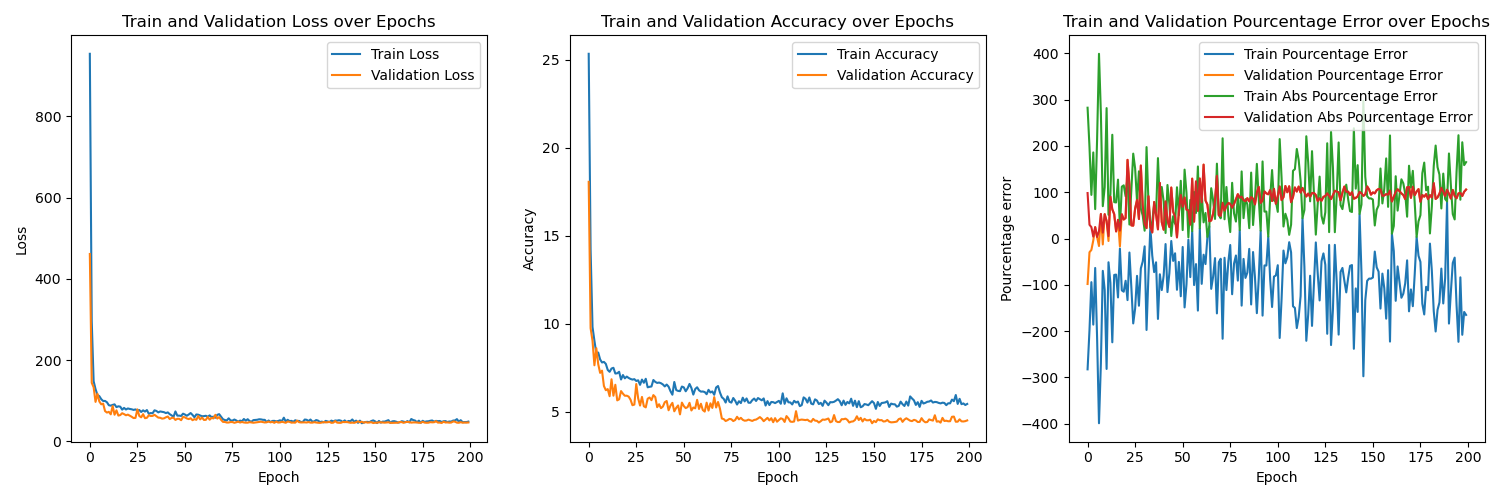 Train and Validation Loss over Epochs
Train Loss
Validation Loss
Loss
800
600
400
200
0
0 25 50 75 100 125 150 175 200
Epoch
Train and Validation Accuracy over Epochs
Train Accuracy
Validation Accuracy
Accuracy
25
20
15
10
5
0 25 50 75 100 125 150 175 200
Epoch
Train and Validation Pourcentage Error over Epochs
Train Pourcentage Error
Validation Pourcentage Error
Train Abs Pourcentage Error
Validation Abs Pourcentage Error
Pourcentage error
400
300
200
100
0
−100
−200
−300
−400
0 25 50 75 100 125 150 175 200
Epoch